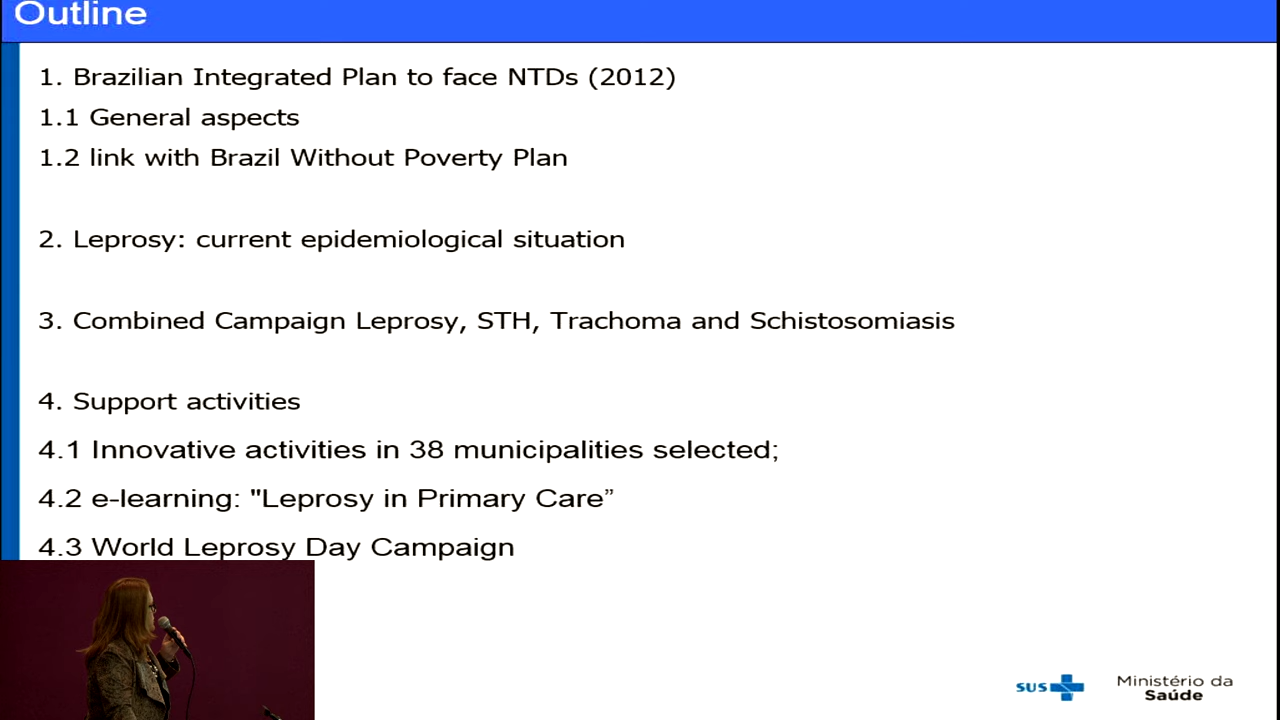 Outline
1. Brazilian Integrated Plan to face NTDs (2012)
1.1 General aspects
1.2 link with Brazil Without Poverty Plan
2. Leprosy: current epidemiological situation
3. Combined Campaign Leprosy, STH, Trachoma and Schistosomiasis
4. Support activities
4.1 Innovative activities in 38 municipalities selected;
4.2 e-learning: "Leprosy in Primary Care”
4.3 World Leprosy Day Campaign
SUS
Ministério da
Saúde